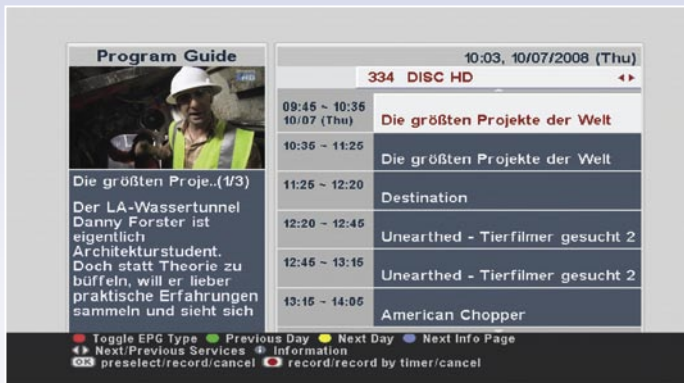 Program Guide
10:03, 10/07/2008 (Thu)
334 DISC HD
HD
Die größten Proje..(1/3)
Der LA-Wassertunnel
Danny Forster ist
eigentlich
Architekturstudent.
Doch statt Theorie zu
büffeln, will er lieber
praktische Erfahrungen
sammeln und sieht sich
09:45 ~ 10:35
10/07 (Thu)
Die größten Projekte der Welt
10:35 ~ 11:25
Die größten Projekte der Welt
11:25 ~ 12:20
Destination
12:20 ~ 12:45
Unearthed - Tierfilmer gesucht 2
12:45 ~ 13:15
Unearthed - Tierfilmer gesucht 2
13:15 ~ 14:05
American Chopper
Toggle EPG Type Previous Day Next Day Next Info Page
Next/Previous Services Information
OK preselect/record/cancel record/record by timer/cancel